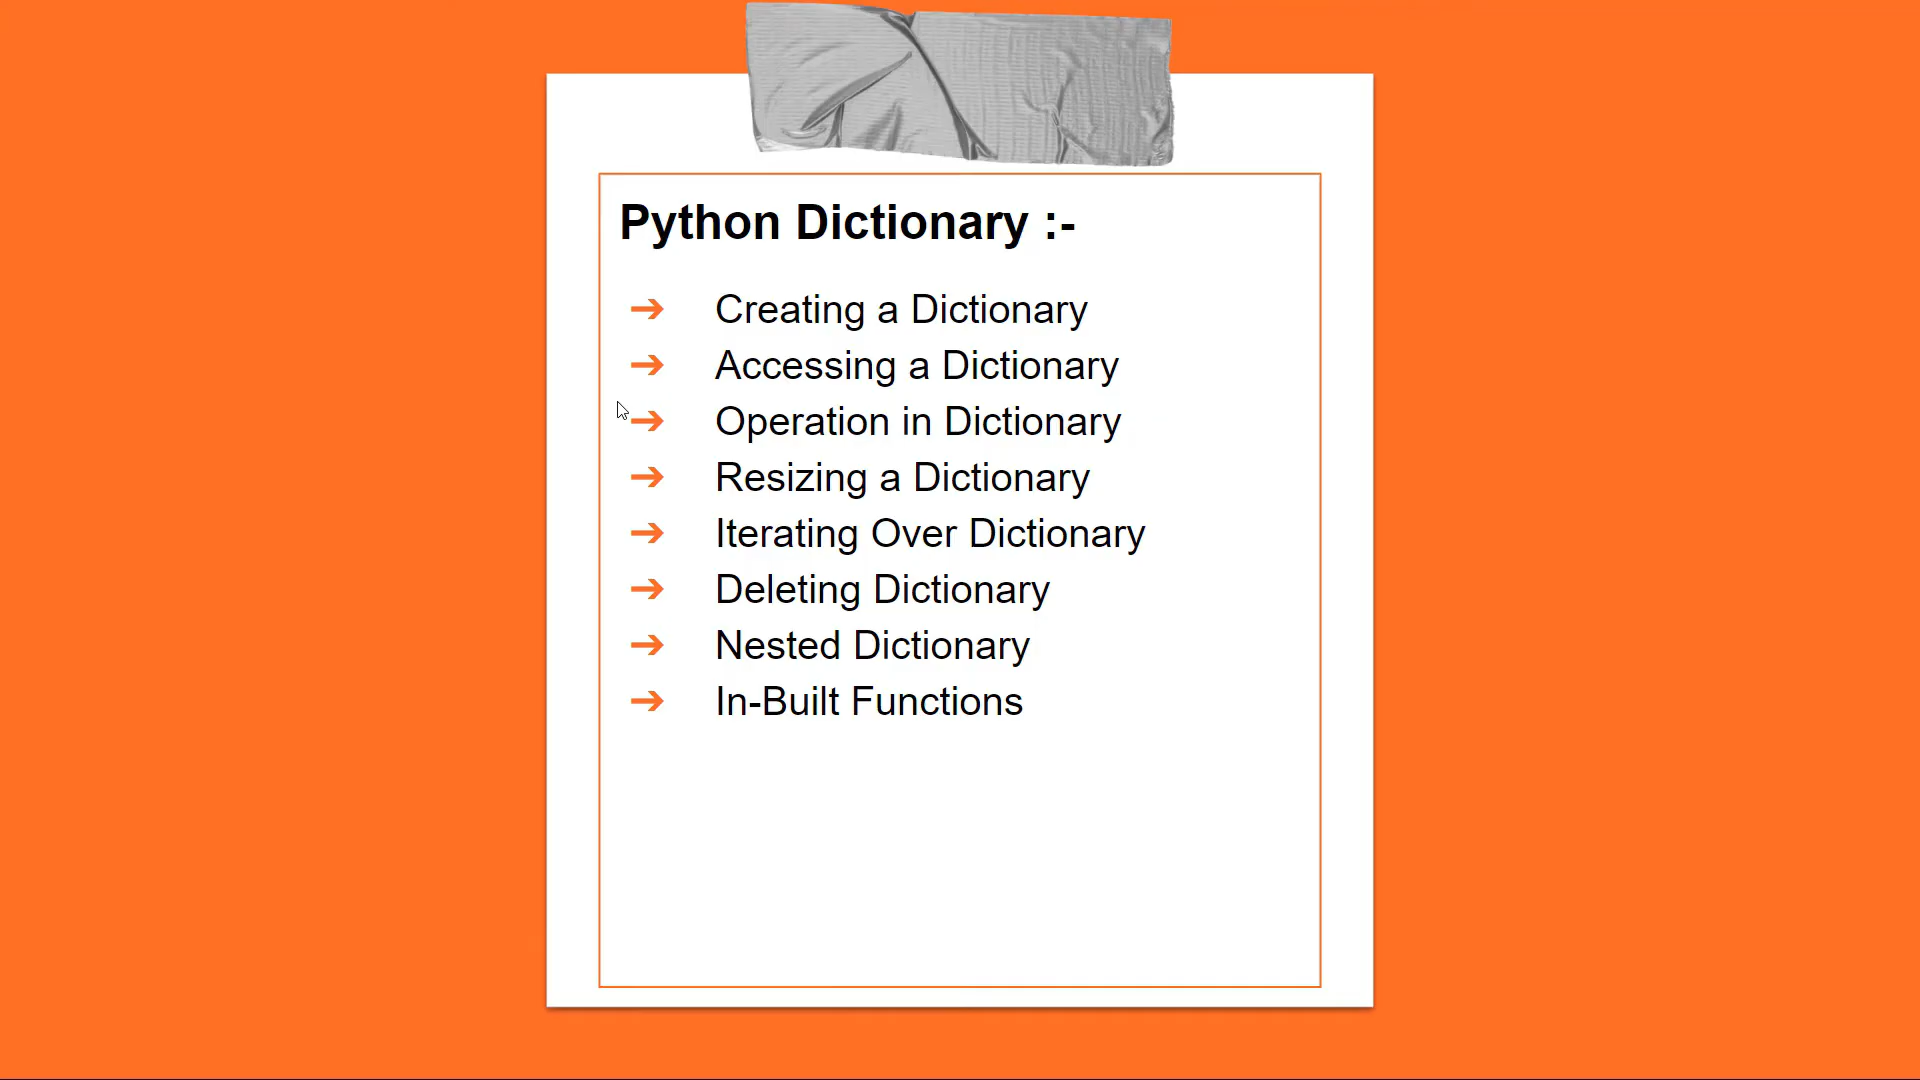 Python Dictionary :-
➔ Creating a Dictionary
➔ Accessing a Dictionary
➔ Operation in Dictionary
➔ Resizing a Dictionary
➔ Iterating Over Dictionary
➔ Deleting Dictionary
➔ Nested Dictionary
➔ In-Built Functions